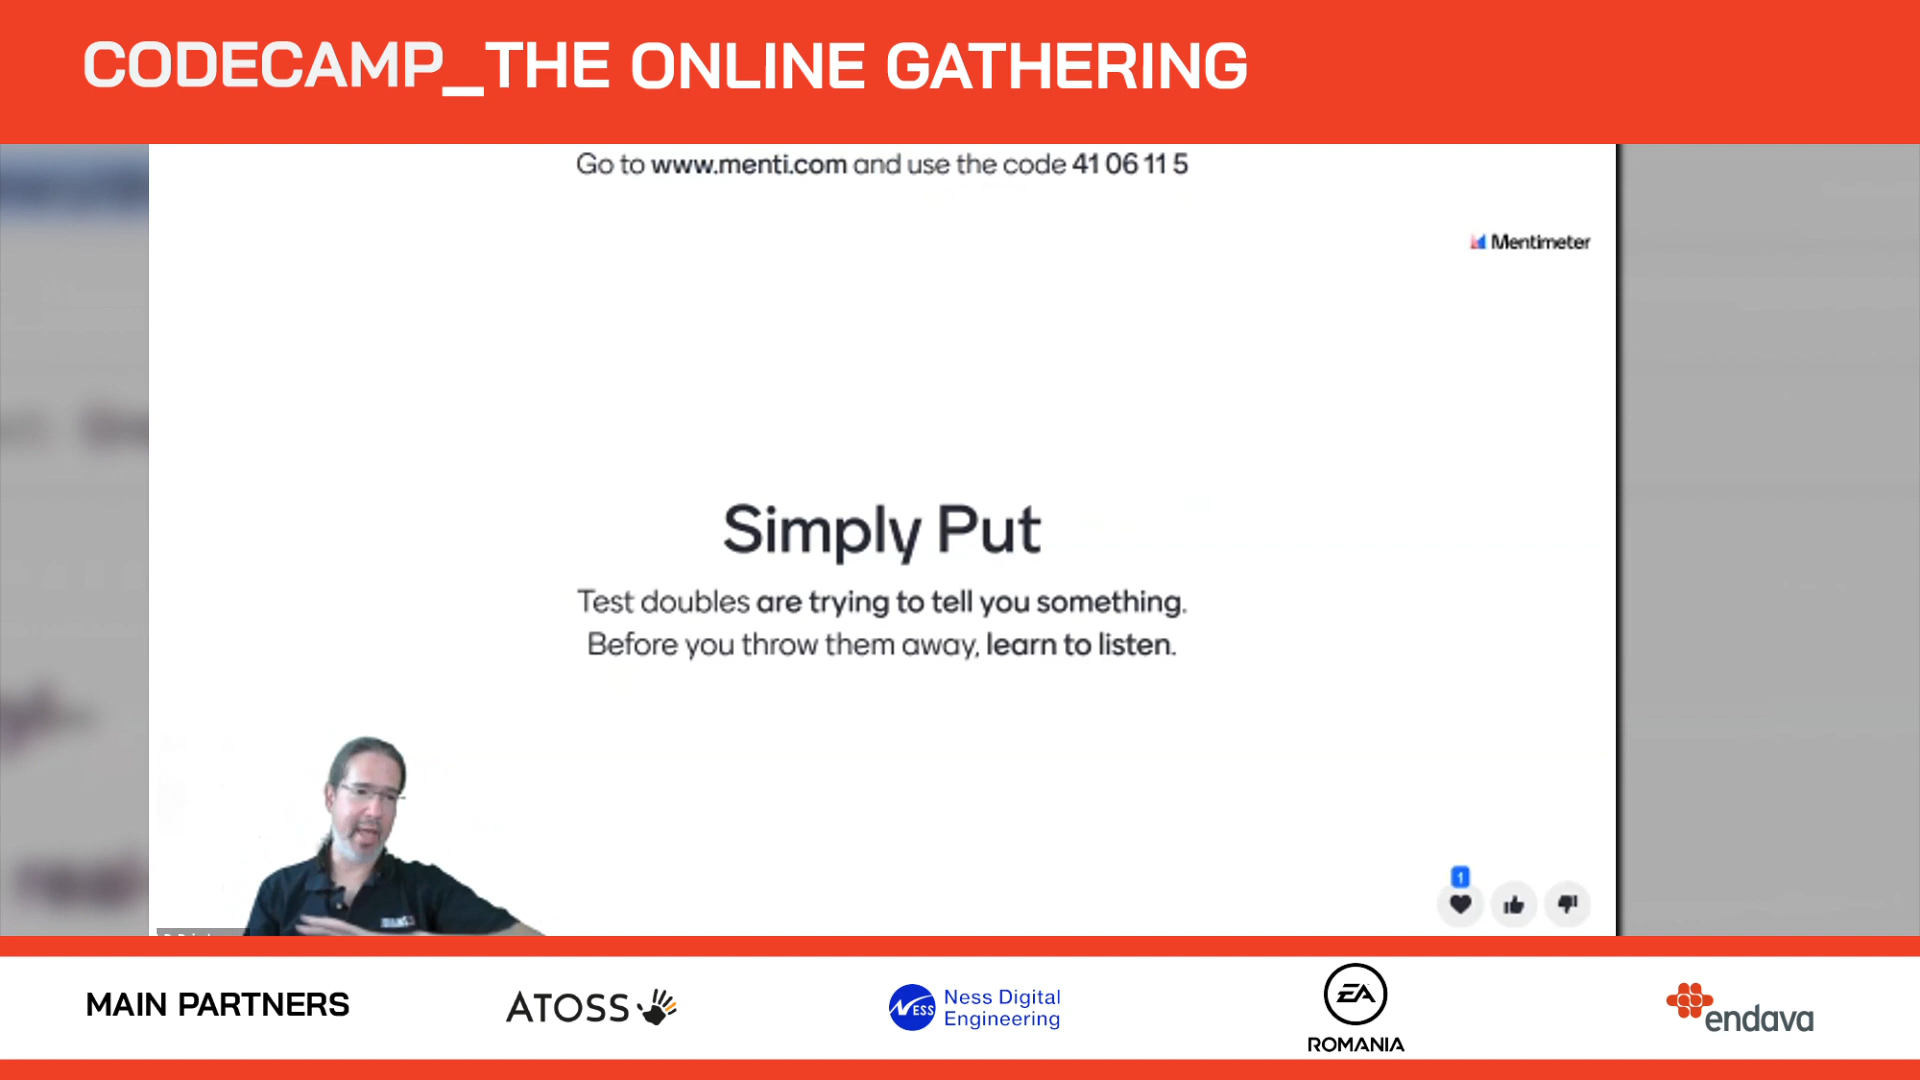 CODECAMP_THE ONLINE GATHERING
Go to www.menti.com and use the code 41 06 11 5
Mentimeter
Simply Put
Test doubles are trying to tell you something.
Before you throw them away, learn to listen.
1
MAIN PARTNERS
ATOSS
NESS
Ness Digital
Engineering
EA
ROMANIA
endava